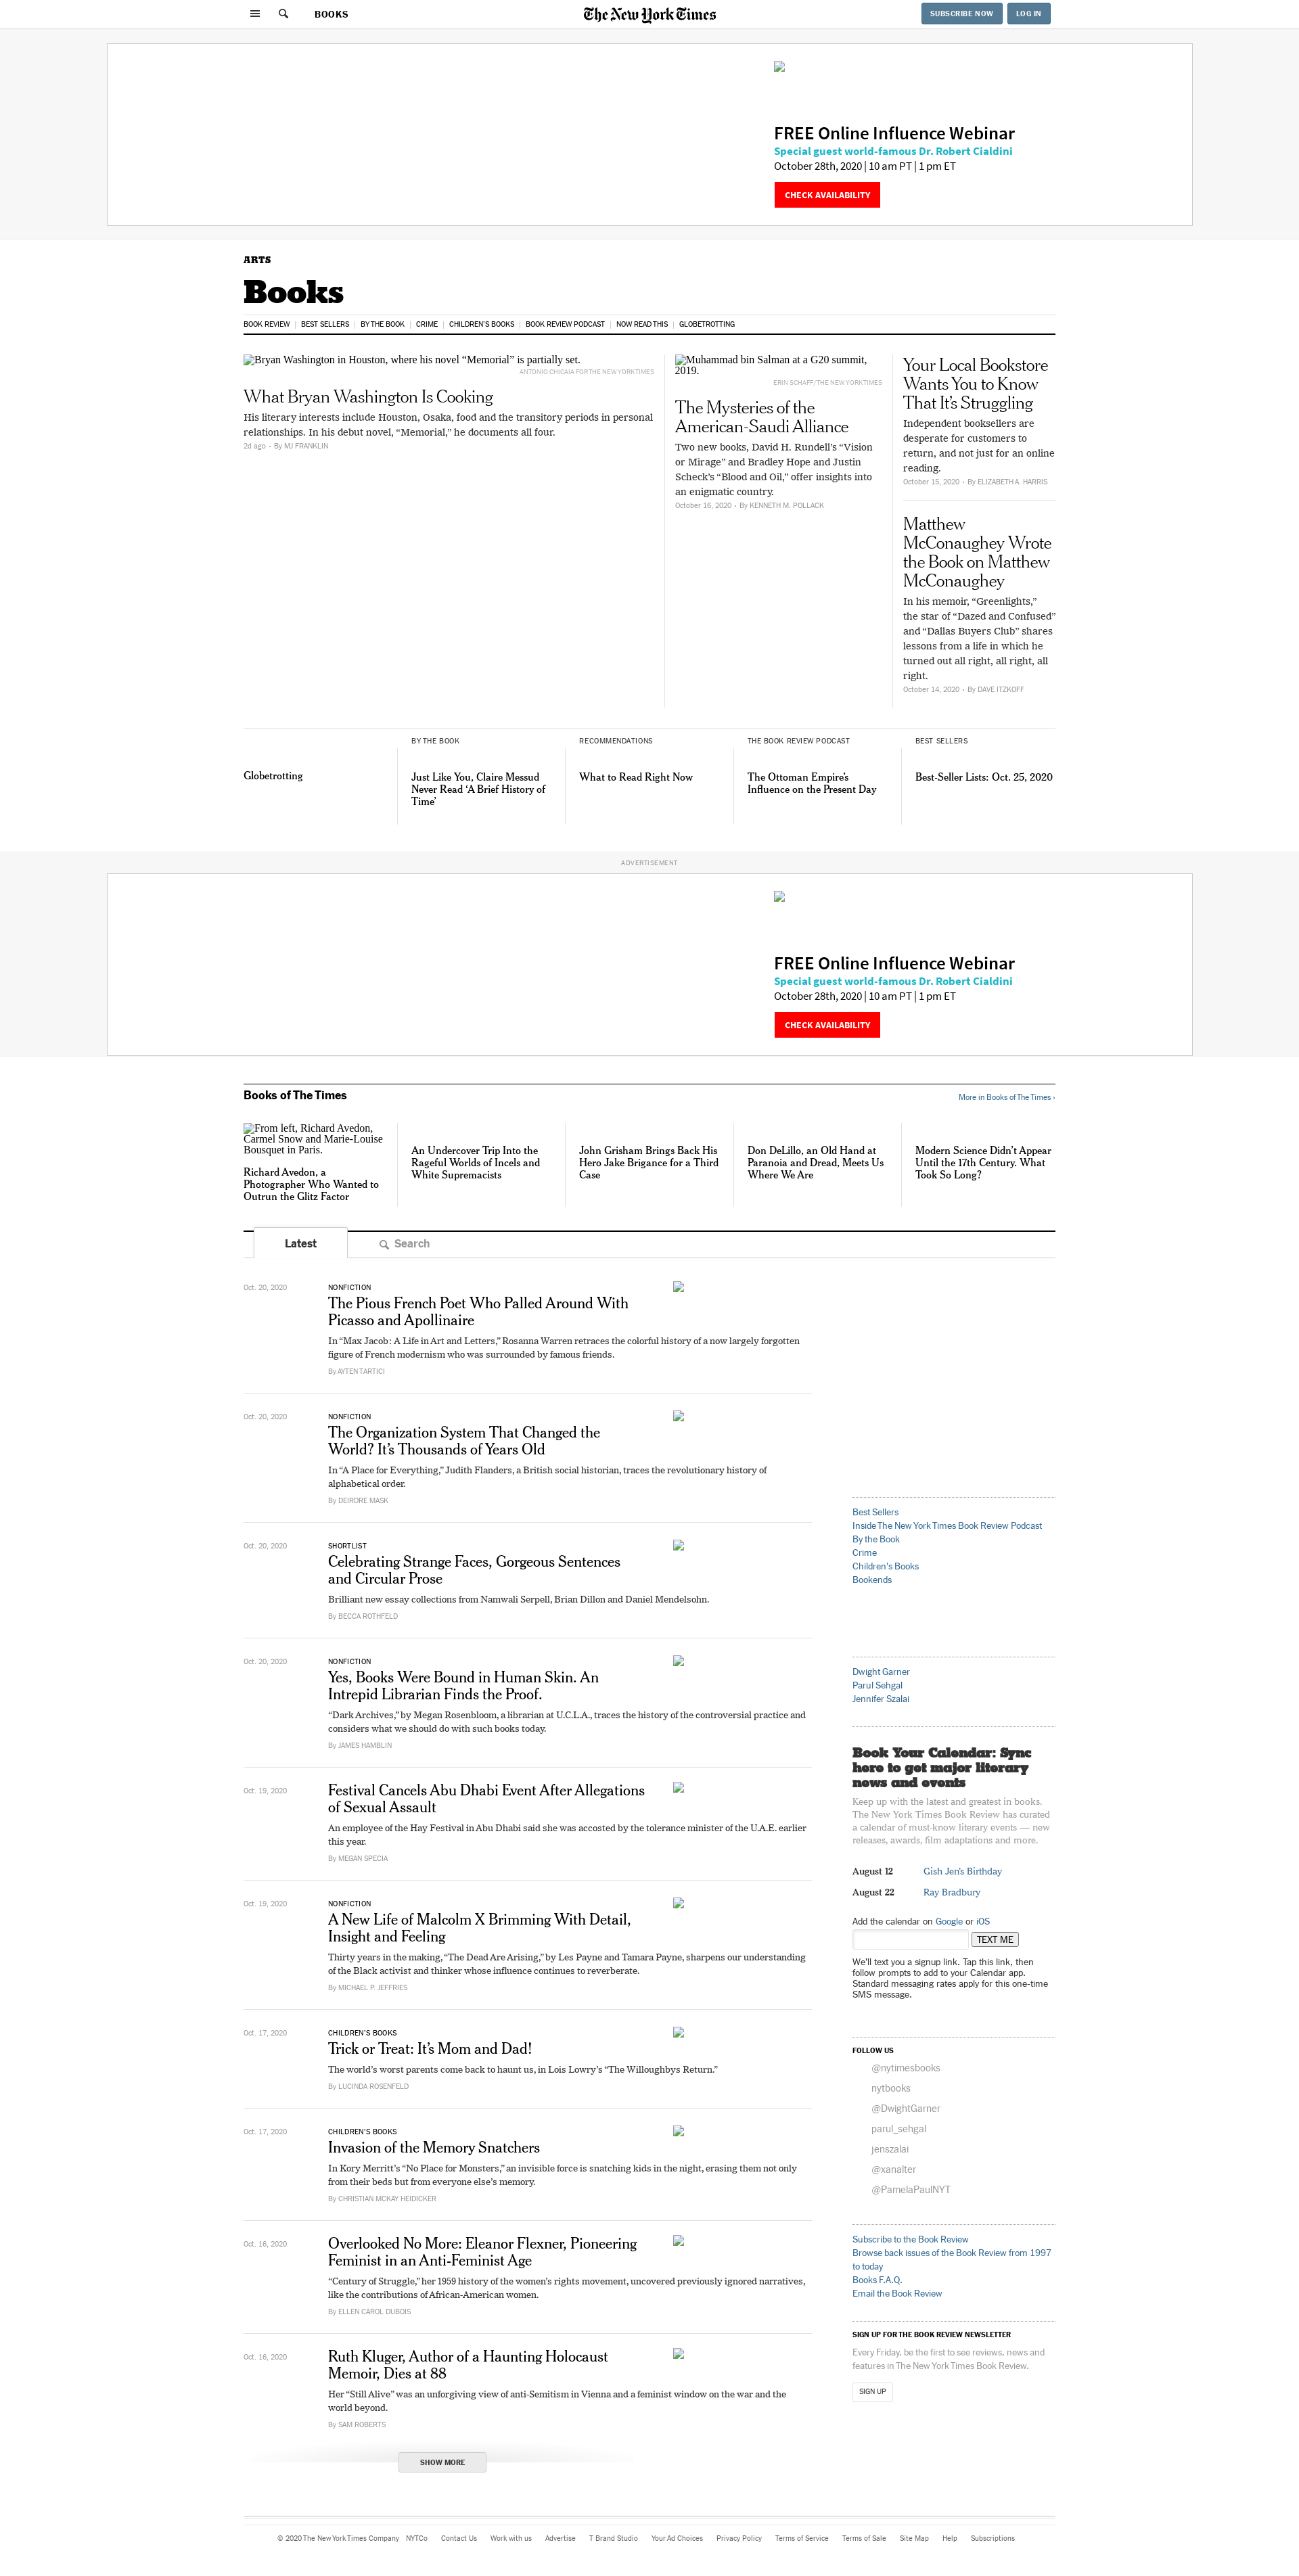 BOOKS
The New York Times
SUBSCRIBE NOW
LOG IN
FREE Online Influence Webinar
Special guest world-famous Dr. Robert Cialdini
October 28th, 2020 | 10 am PT | 1 pm ET
CHECK AVAILABILITY
ARTS
Books
BOOK REVIEW
BEST SELLERS
BY THE BOOK
CRIME
CHILDREN'S BOOKS
BOOK REVIEW PODCAST
NOW READ THIS
GLOBETROTTING
Bryan Washington in Houston, where his novel “Memorial” is partially set.
ANTONIO CHICAIA FOR THE NEW YORK TIMES
What Bryan Washington Is Cooking
His literary interests include Houston, Osaka, food and the transitory periods in personal
relationships. In his debut novel, “Memorial,” he documents all four.
2d ago • By MJ FRANKLIN
Muhammad bin Salman at a G20 summit,
2019.
ERIN SCHAFF/THE NEW YORK TIMES
The Mysteries of the
American-Saudi Alliance
Two new books, David H. Rundell’s “Vision
or Mirage” and Bradley Hope and Justin
Scheck’s “Blood and Oil,” offer insights into
an enigmatic country.
October 16, 2020 • By KENNETH M. POLLACK
Your Local Bookstore
Wants You to Know
That It’s Struggling
Independent booksellers are
desperate for customers to
return, and not just for an online
reading.
October 15, 2020 • By ELIZABETH A. HARRIS
Matthew
McConaughey Wrote
the Book on Matthew
McConaughey
In his memoir, “Greenlights,”
the star of “Dazed and Confused”
and “Dallas Buyers Club” shares
lessons from a life in which he
turned out all right, all right, all
right.
October 14, 2020 • By DAVE ITZKOFF
Globetrotting
BY THE BOOK
Just Like You, Claire Messud
Never Read ‘A Brief History of
Time’
RECOMMENDATIONS
What to Read Right Now
THE BOOK REVIEW PODCAST
The Ottoman Empire’s
Influence on the Present Day
BEST SELLERS
Best-Seller Lists: Oct. 25, 2020
ADVERTISEMENT
FREE Online Influence Webinar
Special guest world-famous Dr. Robert Cialdini
October 28th, 2020 | 10 am PT | 1 pm ET
CHECK AVAILABILITY
Books of The Times
More in Books of The Times ›
From left, Richard Avedon,
Carmel Snow and Marie-Louise
Bousquet in Paris.
Richard Avedon, a
Photographer Who Wanted to
Outrun the Glitz Factor
An Undercover Trip Into the
Rageful Worlds of Incels and
White Supremacists
John Grisham Brings Back His
Hero Jake Brigance for a Third
Case
Don DeLillo, an Old Hand at
Paranoia and Dread, Meets Us
Where We Are
Modern Science Didn’t Appear
Until the 17th Century. What
Took So Long?
Latest
Search
Oct. 20, 2020
NONFICTION
The Pious French Poet Who Palled Around With
Picasso and Apollinaire
In “Max Jacob: A Life in Art and Letters,” Rosanna Warren retraces the colorful history of a now largely forgotten
figure of French modernism who was surrounded by famous friends.
By AYTEN TARTICI
Oct. 20, 2020
NONFICTION
The Organization System That Changed the
World? It’s Thousands of Years Old
In “A Place for Everything,” Judith Flanders, a British social historian, traces the revolutionary history of
alphabetical order.
By DEIRDRE MASK
Oct. 20, 2020
SHORTLIST
Celebrating Strange Faces, Gorgeous Sentences
and Circular Prose
Brilliant new essay collections from Namwali Serpell, Brian Dillon and Daniel Mendelsohn.
By BECCA ROTHFELD
Oct. 20, 2020
NONFICTION
Yes, Books Were Bound in Human Skin. An
Intrepid Librarian Finds the Proof.
“Dark Archives,” by Megan Rosenbloom, a librarian at U.C.L.A., traces the history of the controversial practice and
considers what we should do with such books today.
By JAMES HAMBLIN
Oct. 19, 2020
Festival Cancels Abu Dhabi Event After Allegations
of Sexual Assault
An employee of the Hay Festival in Abu Dhabi said she was accosted by the tolerance minister of the U.A.E. earlier
this year.
By MEGAN SPECIA
Oct. 19, 2020
NONFICTION
A New Life of Malcolm X Brimming With Detail,
Insight and Feeling
Thirty years in the making, “The Dead Are Arising,” by Les Payne and Tamara Payne, sharpens our understanding
of the Black activist and thinker whose influence continues to reverberate.
By MICHAEL P. JEFFRIES
Oct. 17, 2020
CHILDREN’S BOOKS
Trick or Treat: It’s Mom and Dad!
The world’s worst parents come back to haunt us, in Lois Lowry’s “The Willoughbys Return.”
By LUCINDA ROSENFELD
Oct. 17, 2020
CHILDREN’S BOOKS
Invasion of the Memory Snatchers
In Kory Merritt’s “No Place for Monsters,” an invisible force is snatching kids in the night, erasing them not only
from their beds but from everyone else’s memory.
By CHRISTIAN MCKAY HEIDICKER
Oct. 16, 2020
Overlooked No More: Eleanor Flexner, Pioneering
Feminist in an Anti-Feminist Age
“Century of Struggle,” her 1959 history of the women’s rights movement, uncovered previously ignored narratives,
like the contributions of African-American women.
By ELLEN CAROL DUBOIS
Oct. 16, 2020
Ruth Kluger, Author of a Haunting Holocaust
Memoir, Dies at 88
Her “Still Alive” was an unforgiving view of anti-Semitism in Vienna and a feminist window on the war and the
world beyond.
By SAM ROBERTS
SHOW MORE
Best Sellers
Inside The New York Times Book Review Podcast
By the Book
Crime
Children's Books
Bookends
Dwight Garner
Parul Sehgal
Jennifer Szalai
Book Your Calendar: Sync
here to get major literary
news and events
Keep up with the latest and greatest in books.
The New York Times Book Review has curated
a calendar of must-know literary events — new
releases, awards, film adaptations and more.
August 12 Gish Jen’s Birthday
August 22 Ray Bradbury
Add the calendar on Google or iOS
TEXT ME
We'll text you a signup link. Tap this link, then
follow prompts to add to your Calendar app.
Standard messaging rates apply for this one-time
SMS message.
FOLLOW US
@nytimesbooks
nytbooks
@DwightGarner
parul_sehgal
jenszalai
@xanalter
@PamelaPaulNYT
Subscribe to the Book Review
Browse back issues of the Book Review from 1997
to today
Books F.A.Q.
Email the Book Review
SIGN UP FOR THE BOOK REVIEW NEWSLETTER
Every Friday, be the first to see reviews, news and
features in The New York Times Book Review.
SIGN UP
© 2020 The New York Times Company NYTCo Contact Us Work with us Advertise T Brand Studio Your Ad Choices Privacy Policy Terms of Service Terms of Sale Site Map Help Subscriptions